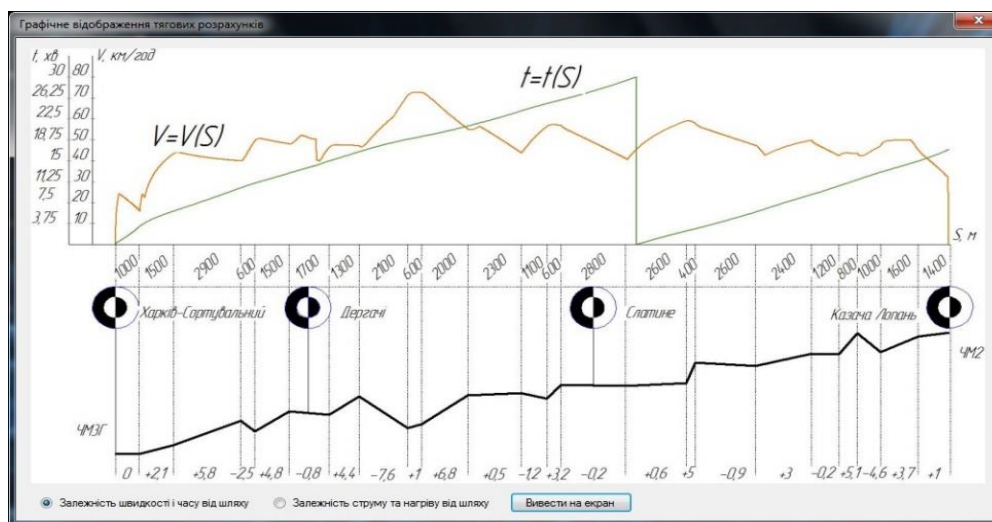 Графічне відображення тягових розрахунків
t, хв V, км/год
30 80
26,25 70
22,5 60
18,75 50
15 40
11,25 30
7,5 20
3,75 10
t=t(S)
V=V(S)
S, м
1000 1500 2900 600 1500 1700 1300 2100 600 2000 2300 1100 600 2800 2600 400 2600 2400 1200 800 1000 1600 1400
Харків-Сортувальний Дергачі Слатине Казача Лопань
ЧМ2
ЧМЗГ
0 +2,1 +5,8 -2,5 +4,8 -0,8 +4,4 -7,6 +1 +6,8 +0,5 -1,2 +3,2 -0,2 +0,6 +5 -0,9 +3 -0,2 +5,1 -4,6 +3,7 +1
Залежність швидкості і часу від шляху Залежність струму та нагріву від шляху Вивести на екран